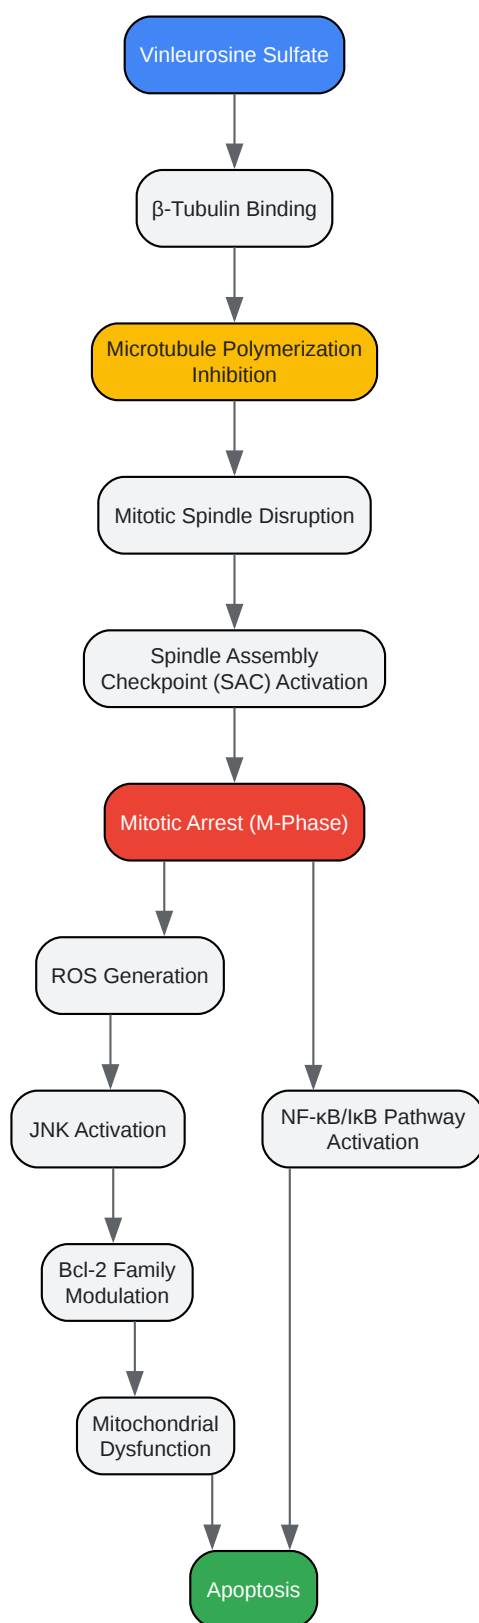 Vinleurosine Sulfate
β-Tubulin Binding
Microtubule Polymerization
Inhibition
Mitotic Spindle Disruption
Spindle Assembly
Checkpoint (SAC) Activation
Mitotic Arrest (M-Phase)
ROS Generation
JNK Activation
NF-κB/IκB Pathway
Activation
Bcl-2 Family
Modulation
Mitochondrial
Dysfunction
Apoptosis